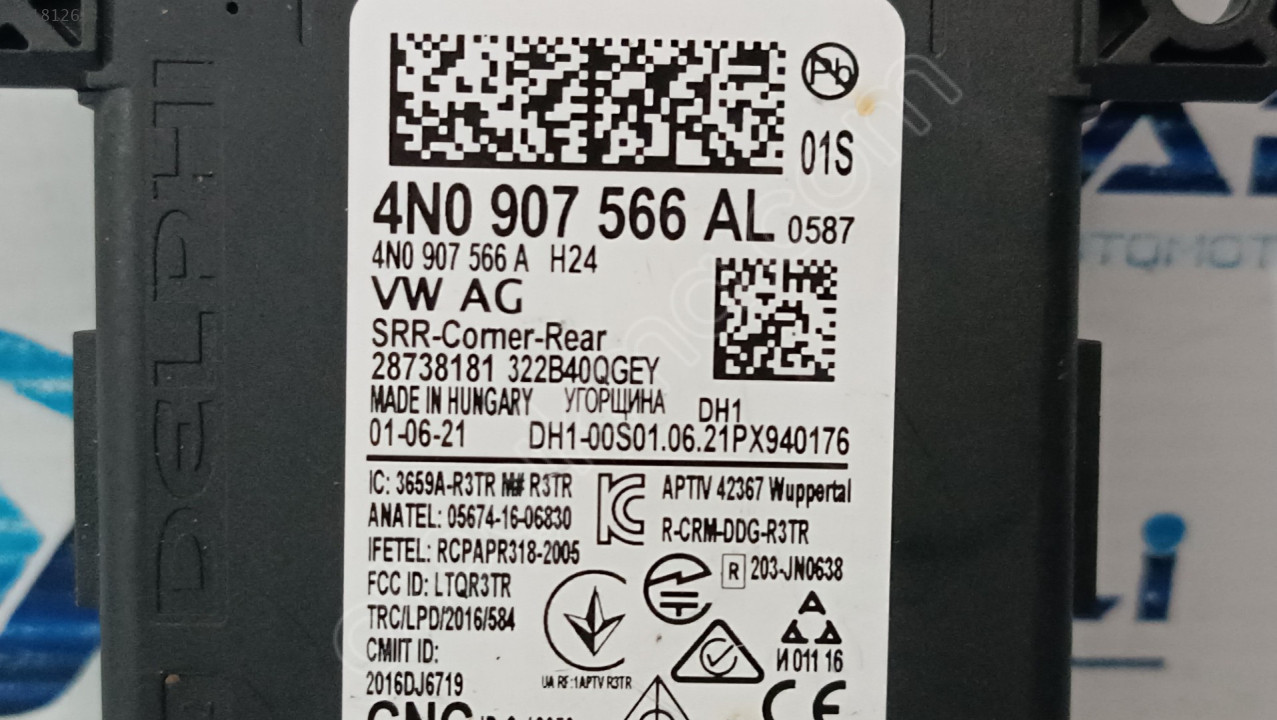 DELPHI
Pb
01S
4N0 907 566 AL 0587
4N0 907 566 A H24
VW AG
SRR-Corner-Rear
28738181 322B40QGEY
MADE IN HUNGARY УГОРЩИНА DH1
01-06-21 DH1-00S01.06.21PX940176
IC: 3659A-R3TR M# R3TR
APTIV 42367 Wuppertal
ANATEL: 05674-16-06830
R-CRM-DDG-R3TR
IFETEL: RCPAPR318-2005
R 203-JN0638
FCC ID: LTQR3TR
TRC/LPD/2016/584
CMIIT ID:
И 011 16
2016DJ6719
UA RF :1APTV R3TR
CE